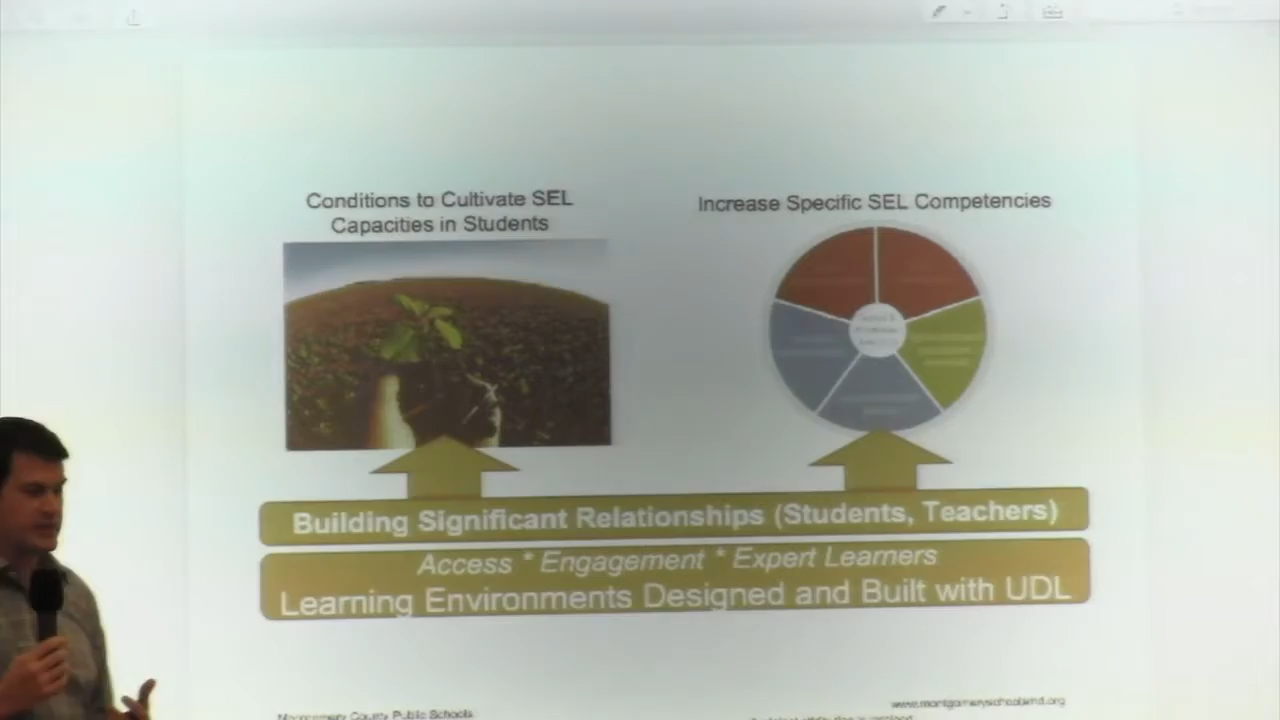 Conditions to Cultivate SEL
Capacities in Students
Increase Specific SEL Competencies
Building Significant Relationships (Students, Teachers)
Access * Engagement * Expert Learners
Learning Environments Designed and Built with UDL
www.montgomeryschoolsmd.org
Montgomery County Public Schools